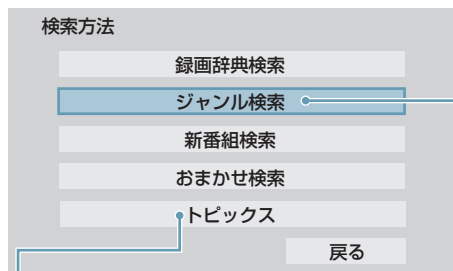 検索方法
録画辞典検索
ジャンル検索
新番組検索
おまかせ検索
トピックス
戻る